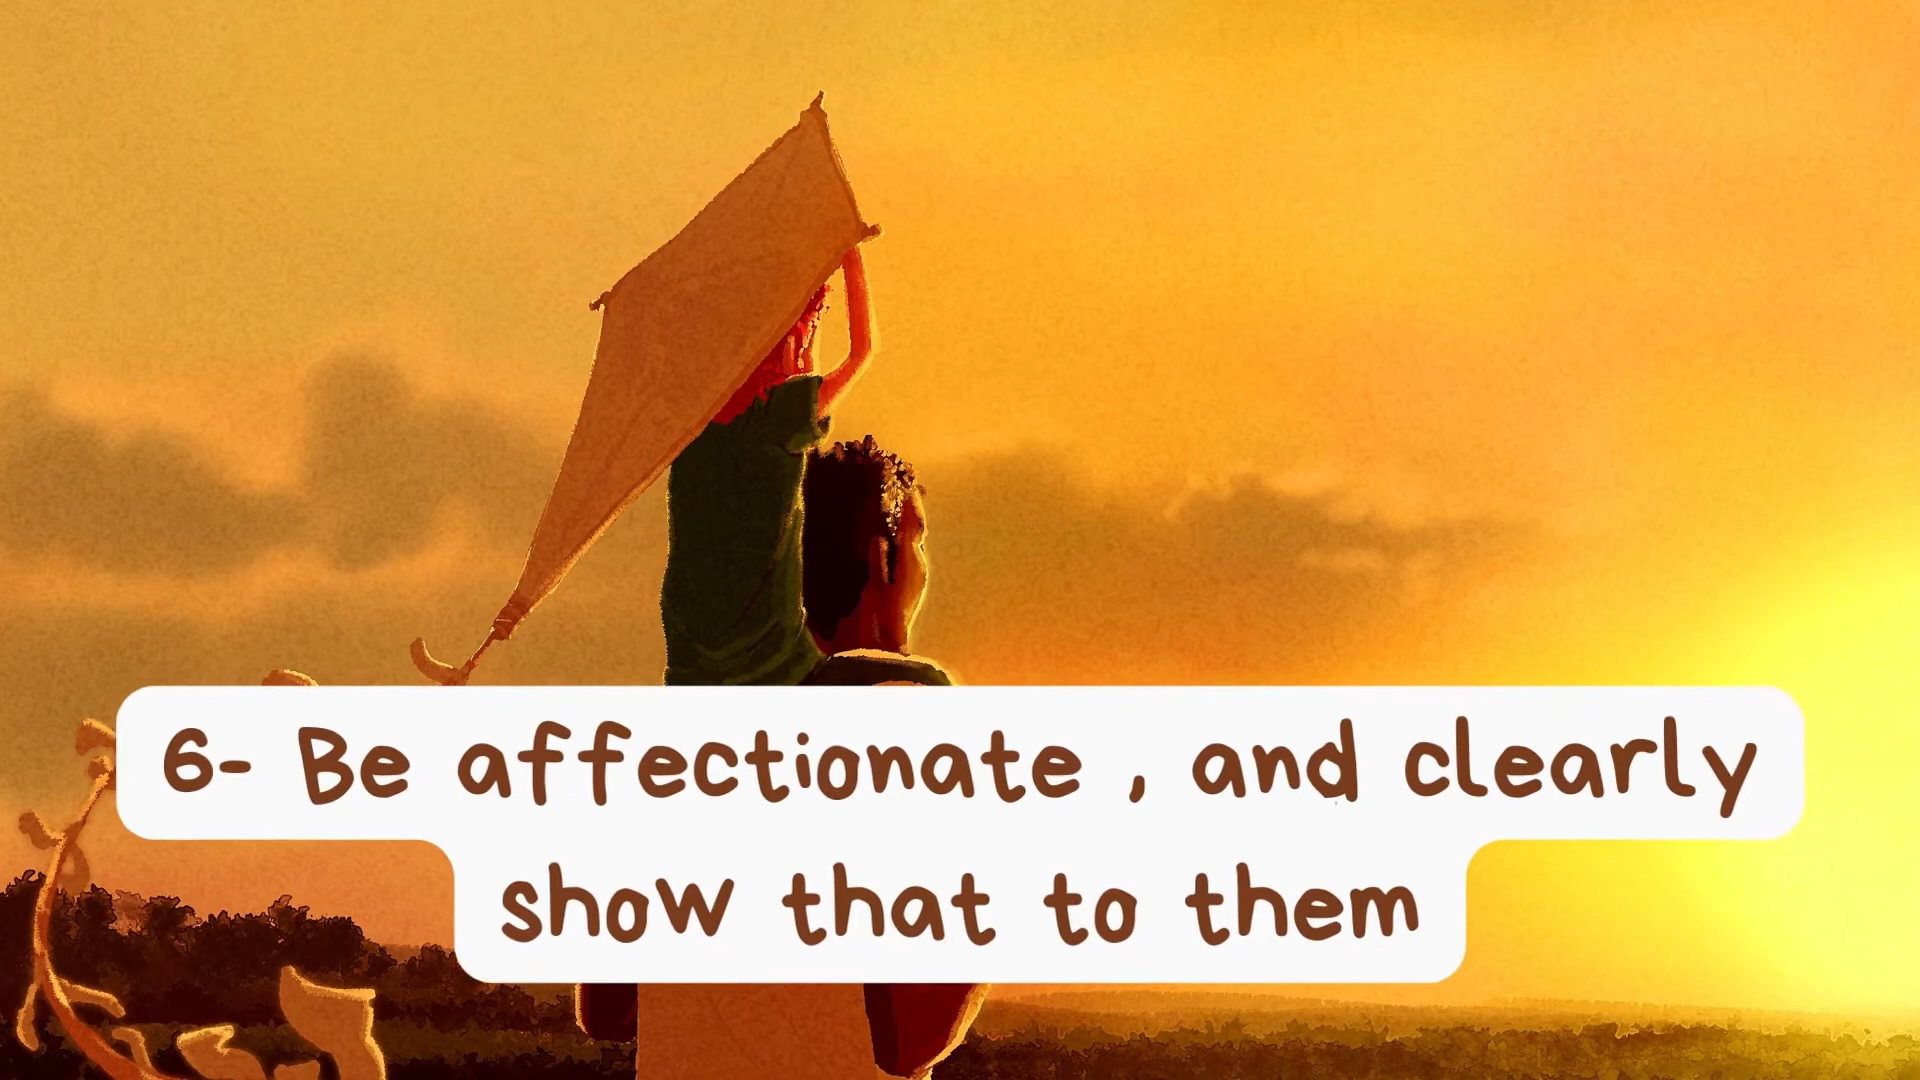 6- Be affectionate , and clearly
show that to them